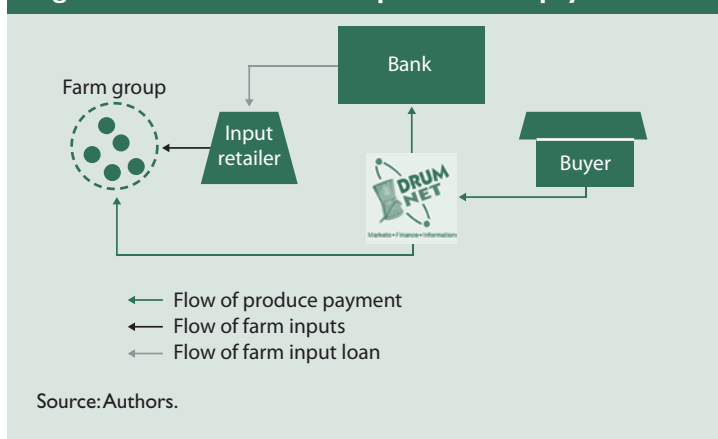 Farm group
Bank
Input
retailer
Buyer
DRUM
NET
Markets•Finance•Information
Flow of produce payment
Flow of farm inputs
Flow of farm input loan
Source: Authors.